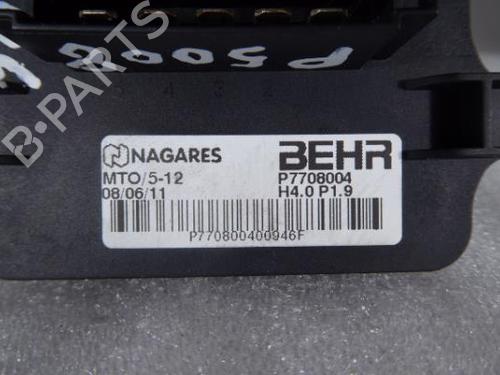 P5008
5 4 3 2
NAGARES BEHR
MTO/5-12 P7708004
08/06/11 H4.0 P1.9
P770800400946F
B-PARTS